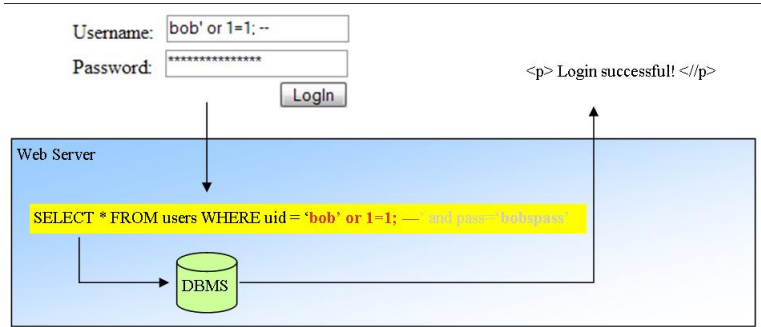 Username: bob' or 1=1; --
Password: ***************
LogIn
<p> Login successful! <//p>
Web Server
SELECT * FROM users WHERE uid = ‘bob’ or 1=1; —’ and pass=‘bobspass’
DBMS